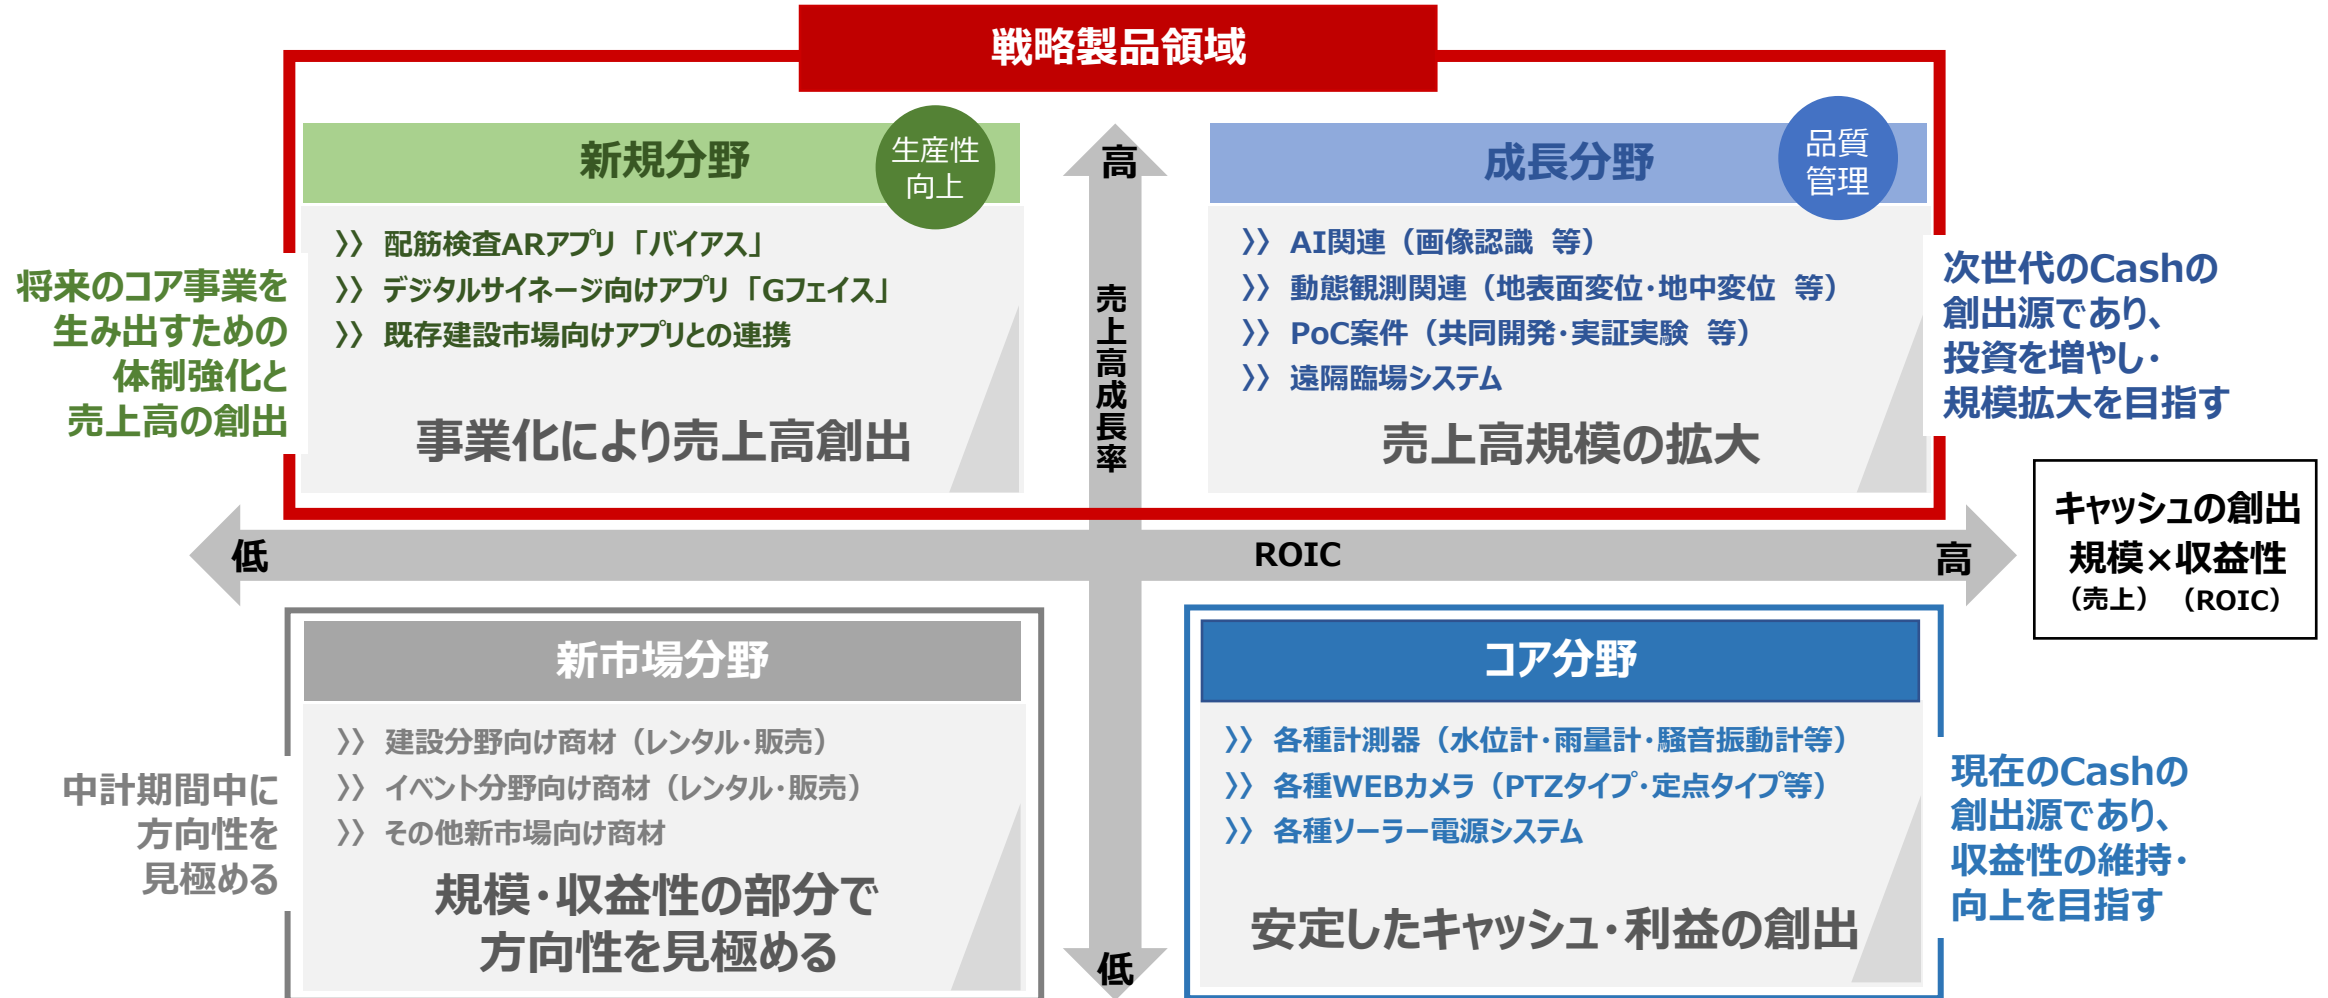 戦略製品領域
新規分野
生産性
向上
》 配筋検査ARアプリ「バイアス」
》 デジタルサイネージ向けアプリ「Gフェイス」
》 既存建設市場向けアプリとの連携
事業化により売上高創出
将来のコア事業を
生み出すための
体制強化と
売上高の創出
高
売上高成長率
成長分野
品質
管理
》 AI関連（画像認識 等）
》 動態観測関連（地表面変位・地中変位 等）
》 PoC案件（共同開発・実証実験 等）
》 遠隔臨場システム
売上高規模の拡大
次世代のCashの
創出源であり、
投資を増やし・
規模拡大を目指す
低
ROIC
高
キャッシュの創出
規模×収益性
（売上）（ROIC）
新市場分野
》 建設分野向け商材（レンタル・販売）
》 イベント分野向け商材（レンタル・販売）
》 その他新市場向け商材
規模・収益性の部分で
方向性を見極める
中計期間中に
方向性を
見極める
低
コア分野
》 各種計測器（水位計・雨量計・騒音振動計等）
》 各種WEBカメラ（PTZタイプ・定点タイプ等）
》 各種ソーラー電源システム
安定したキャッシュ・利益の創出
現在のCashの
創出源であり、
収益性の維持・
向上を目指す